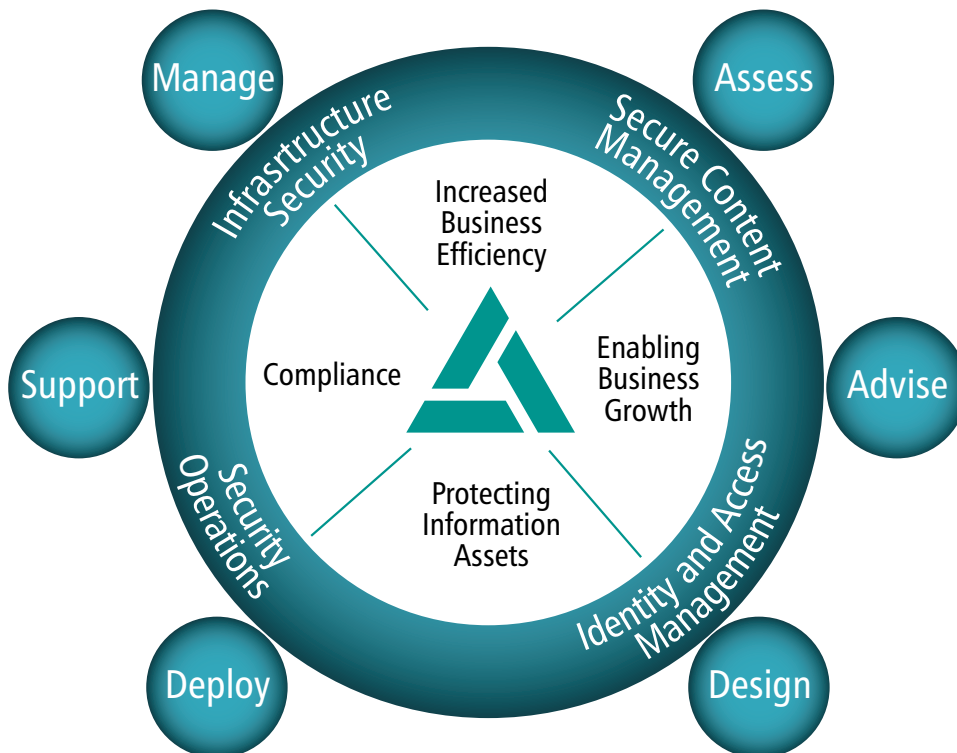 Manage
Assess
Infrasrtructure
Security
Secure Content
Management
Increased
Business
Efficiency
Compliance
Enabling
Business
Growth
Support
Advise
Protecting
Information
Assets
Security
Operations
Identity and Access
Management
Deploy
Design